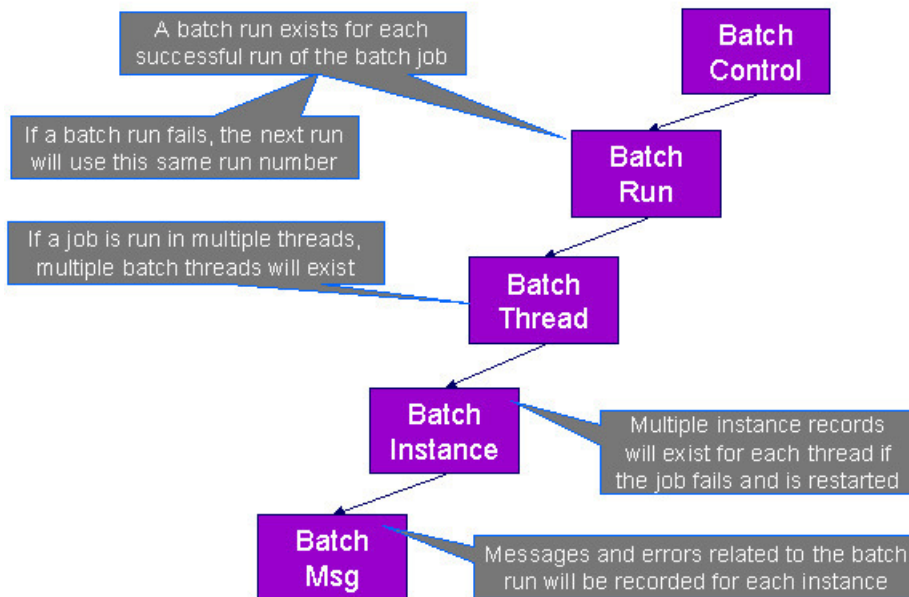 A batch run exists for each
successful run of the batch job
Batch
Control
If a batch run fails, the next run
will use this same run number
Batch
Run
If a job is run in multiple threads,
multiple batch threads will exist
Batch
Thread
Batch
Instance
Multiple instance records
will exist for each thread if
the job fails and is restarted
Batch
Msg
Messages and errors related to the batch
run will be recorded for each instance